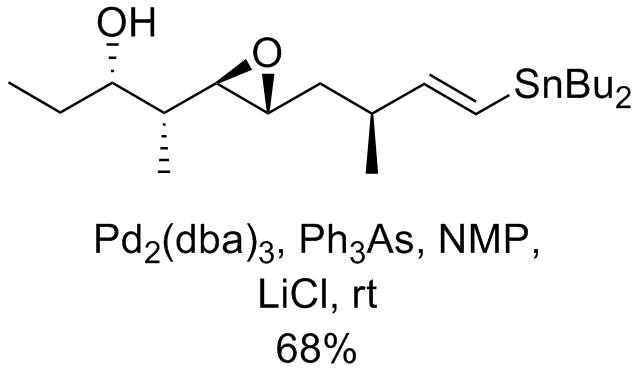 OH
O
SnBu₂
Pd₂(dba)₃, Ph₃As, NMP,
LiCl, rt
68%